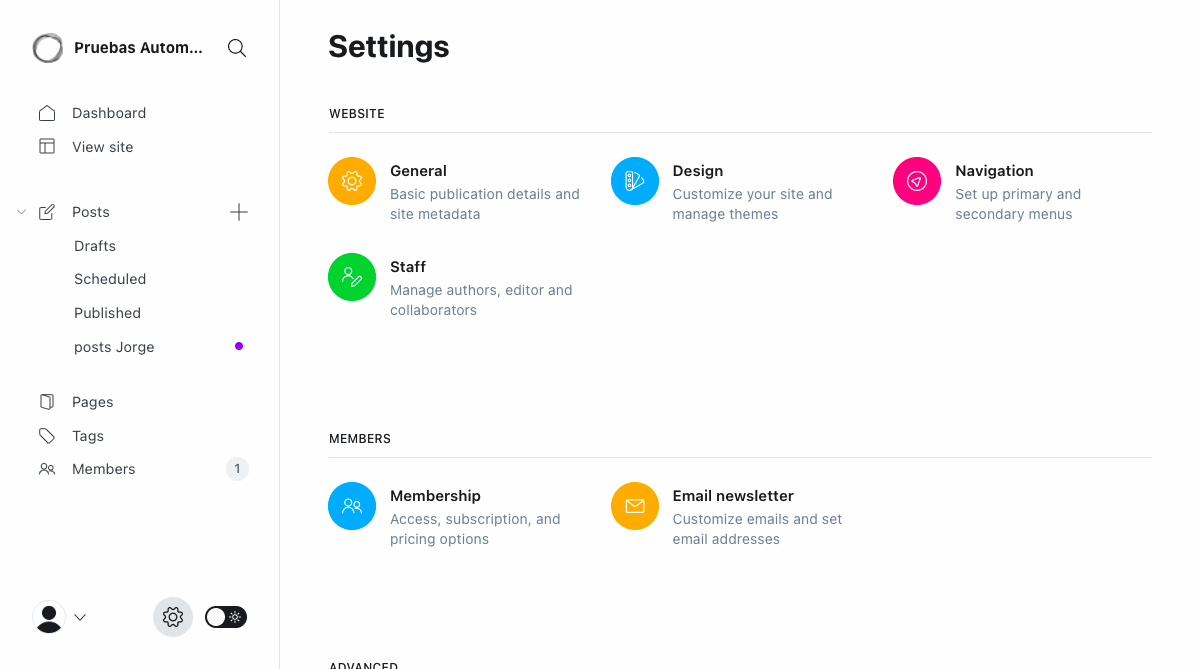 Pruebas Autom...
Dashboard
View site
Posts
Drafts
Scheduled
Published
posts Jorge
Pages
Tags
Members
1
Settings
WEBSITE
General
Basic publication details and
site metadata
Design
Customize your site and
manage themes
Navigation
Set up primary and
secondary menus
Staff
Manage authors, editor and
collaborators
MEMBERS
Membership
Access, subscription, and
pricing options
Email newsletter
Customize emails and set
email addresses
ADVANCED